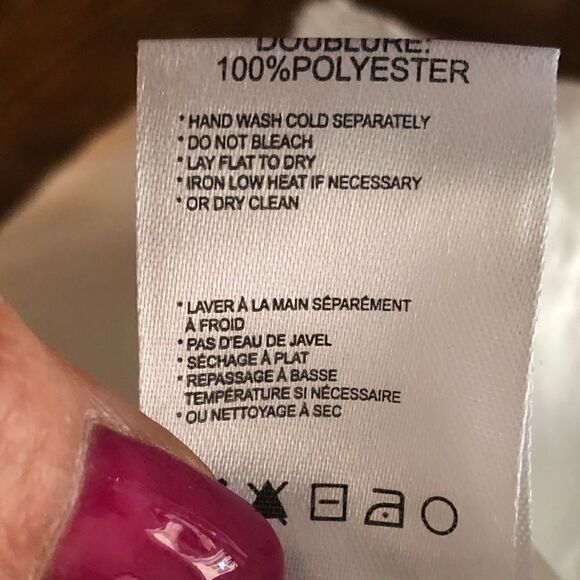 DOUBLURE:
100%POLYESTER
*HAND WASH COLD SEPARATELY
*DO NOT BLEACH
*LAY FLAT TO DRY
*IRON LOW HEAT IF NECESSARY
*OR DRY CLEAN
*LAVER À LA MAIN SÉPARÉMENT
À FROID
*PAS D'EAU DE JAVEL
*SÉCHAGE À PLAT
*REPASSAGE À BASSE
TEMPÉRATURE SI NÉCESSAIRE
*OU NETTOYAGE À SEC